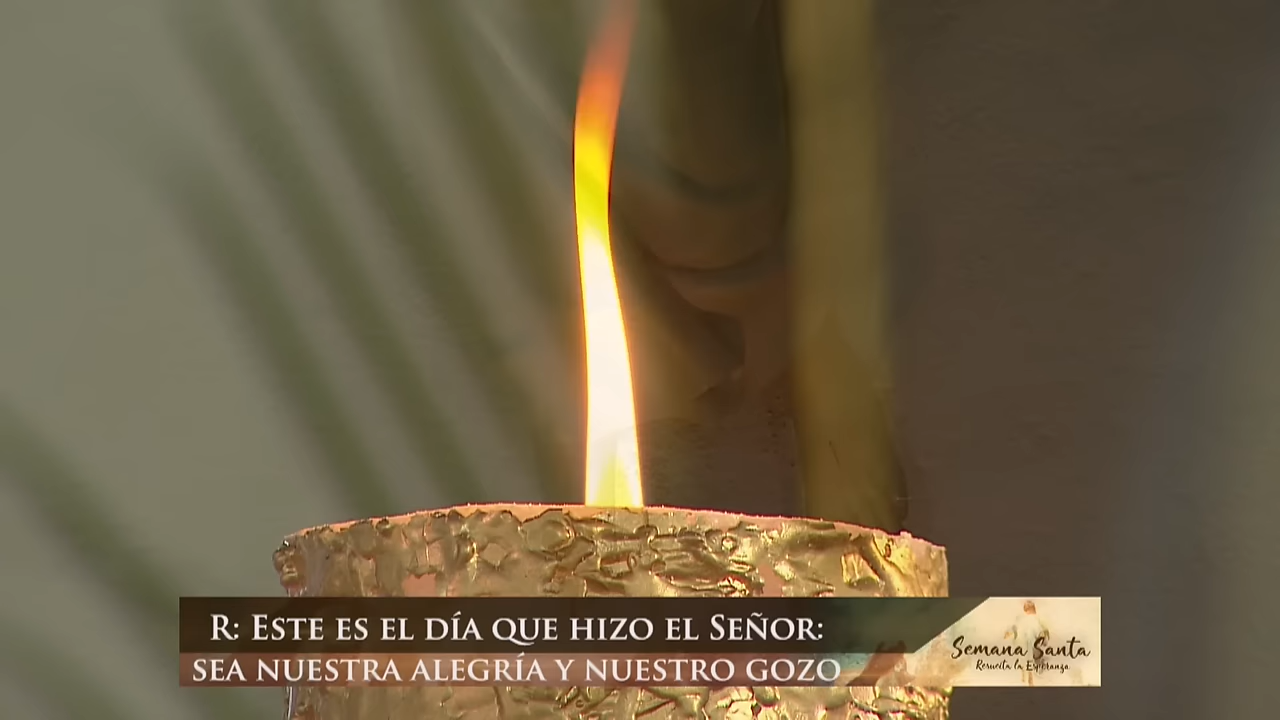 R: Este es el día que hizo el Señor:
sea nuestra alegría y nuestro gozo
Semana Santa
Resucita la Esperanza